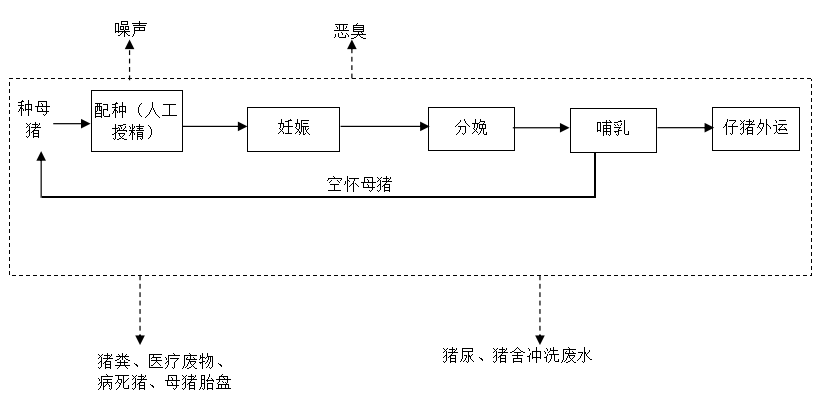 噪声
恶臭
种母
猪
配种（人工
授精）
妊娠
分娩
哺乳
仔猪外运
空怀母猪
猪粪、医疗废物、
病死猪、母猪胎盘
猪尿、猪舍冲洗废水